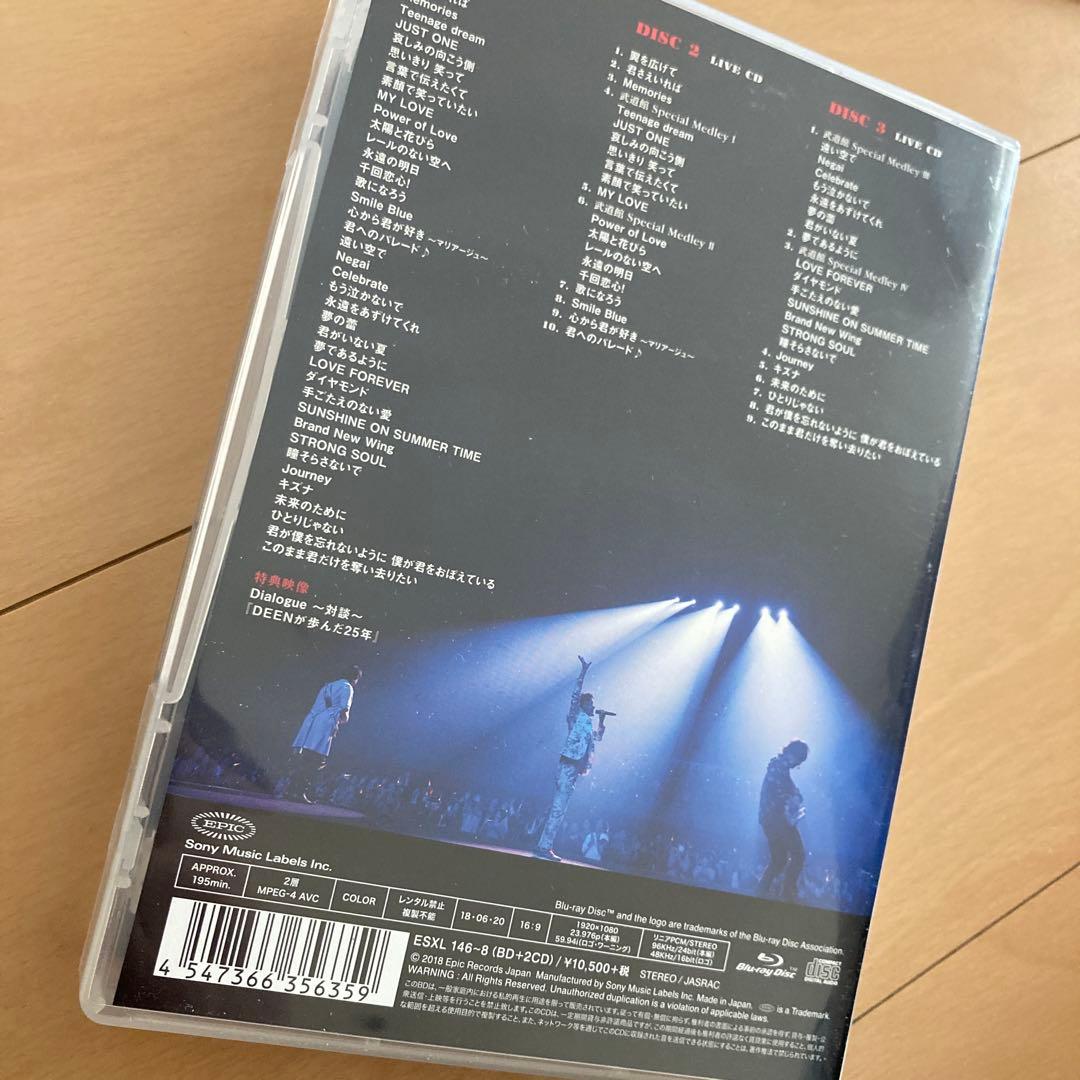 Memories
Teenage dream
JUST ONE
哀しみの向こう側
思いきり 笑って
言葉で伝えたくて
素顔で笑っていたい
MY LOVE
Power of Love
太陽と花びら
レールのない空へ
永遠の明日
千回恋心!
歌になろう
Smile Blue
心から君が好き ～マリアージュ～
君へのパレード♪
遠い空で
Negai
Celebrate
もう泣かないで
永遠をあずけてくれ
夢の蕾
君がいない夏
夢であるように
LOVE FOREVER
ダイヤモンド
手ごたえのない愛
SUNSHINE ON SUMMER TIME
Brand New Wing
STRONG SOUL
瞳そらさないで
Journey
キズナ
未来のために
ひとりじゃない
君が僕を忘れないように 僕が君をおぼえている
このまま君だけを奪い去りたい
特典映像
Dialogue ～対談～
『DEENが歩んだ25年』
DISC 2 LIVE CD
1. 翼を広げて
2. 君さえいれば
3. Memories
4. 武道館 Special Medley I
Teenage dream
JUST ONE
哀しみの向こう側
思いきり 笑って
言葉で伝えたくて
素顔で笑っていたい
5. MY LOVE
6. 武道館 Special Medley II
Power of Love
太陽と花びら
レールのない空へ
永遠の明日
千回恋心!
7. 歌になろう
8. Smile Blue
9. 心から君が好き ～マリアージュ～
10. 君へのパレード♪
DISC 3 LIVE CD
1. 武道館 Special Medley III
遠い空で
Negai
Celebrate
もう泣かないで
永遠をあずけてくれ
夢の蕾
君がいない夏
2. 夢であるように
3. 武道館 Special Medley IV
LOVE FOREVER
ダイヤモンド
手ごたえのない愛
SUNSHINE ON SUMMER TIME
Brand New Wing
STRONG SOUL
瞳そらさないで
4. Journey
5. キズナ
6. 未来のために
7. ひとりじゃない
8. 君が僕を忘れないように 僕が君をおぼえている
9. このまま君だけを奪い去りたい
EPIC
Sony Music Labels Inc.
APPROX.
195min.
2層
MPEG-4 AVC
COLOR
レンタル禁止
複製不能
18・06・20
16:9
1920×1080
23.976p(本編)
59.94i(ロゴ・ワーニング)
リニアPCM/STEREO
96KHz/24bit(本編)
48KHz/16bit(ロゴ)
Blu-ray Disc™ and the logo are trademarks of the Blu-ray Disc Association.
Blu-ray Disc™
COMPACT
disc
DIGITAL AUDIO
4 547366 356359
ESXL 146~8 (BD+2CD)/¥10,500+税 STEREO/JASRAC
© 2018 Epic Records Japan Manufactured by Sony Music Labels Inc. Made in Japan. is a Trademark.
WARNING : All Rights Reserved. Unauthorized duplication is a violation of applicable laws.